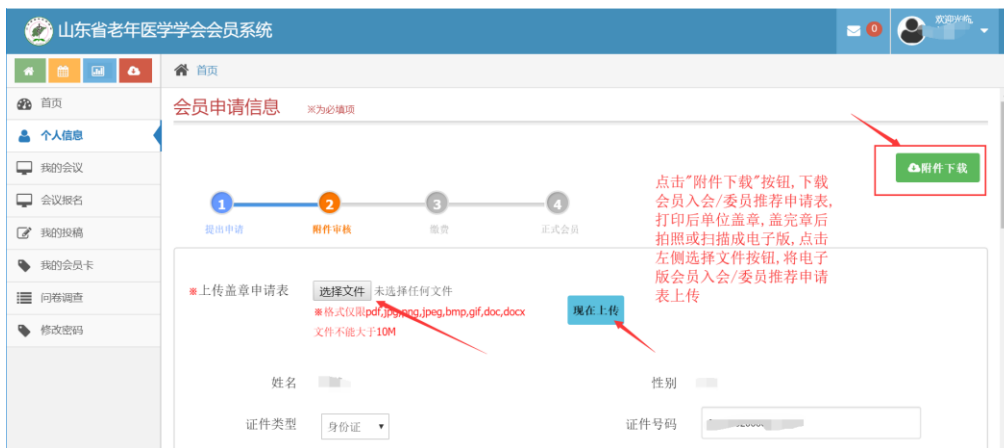 山东省老年医学学会会员系统
0
首页
首页
个人信息
我的会议
会议报名
我的投稿
我的会员卡
问卷调查
修改密码
会员申请信息 ※为必填项
附件下载
点击"附件下载"按钮,下载
会员入会/委员推荐申请表,
打印后单位盖章,盖完章后
拍照或扫描成电子版,点击
左侧选择文件按钮,将电子
版会员入会/委员推荐申请
表上传
1 2 3 4
提出申请 附件审核 缴费 正式会员
※上传盖章申请表 选择文件 未选择任何文件
※格式仅限pdf,jpg,png,jpeg,bmp,gif,doc,docx
文件不能大于10M
现在上传
姓名 性别
证件类型 身份证 证件号码